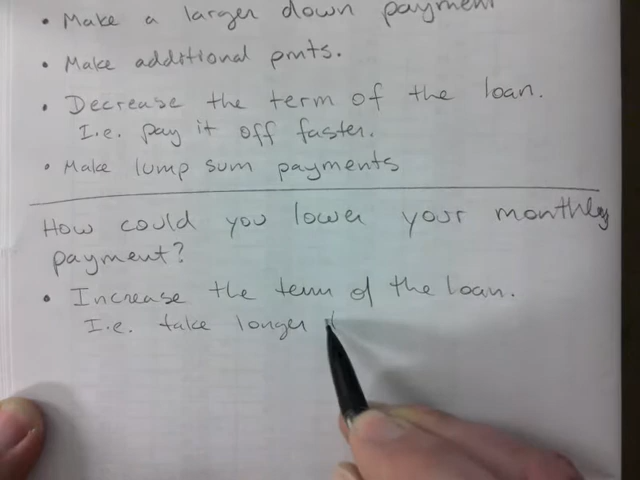 • Make a larger down payment
• Make additional pmts.
• Decrease the term of the loan.
I.e. pay it off faster.
• Make lump sum payments
How could you lower your monthly
payment?
• Increase the term of the loan.
I.e. take longer